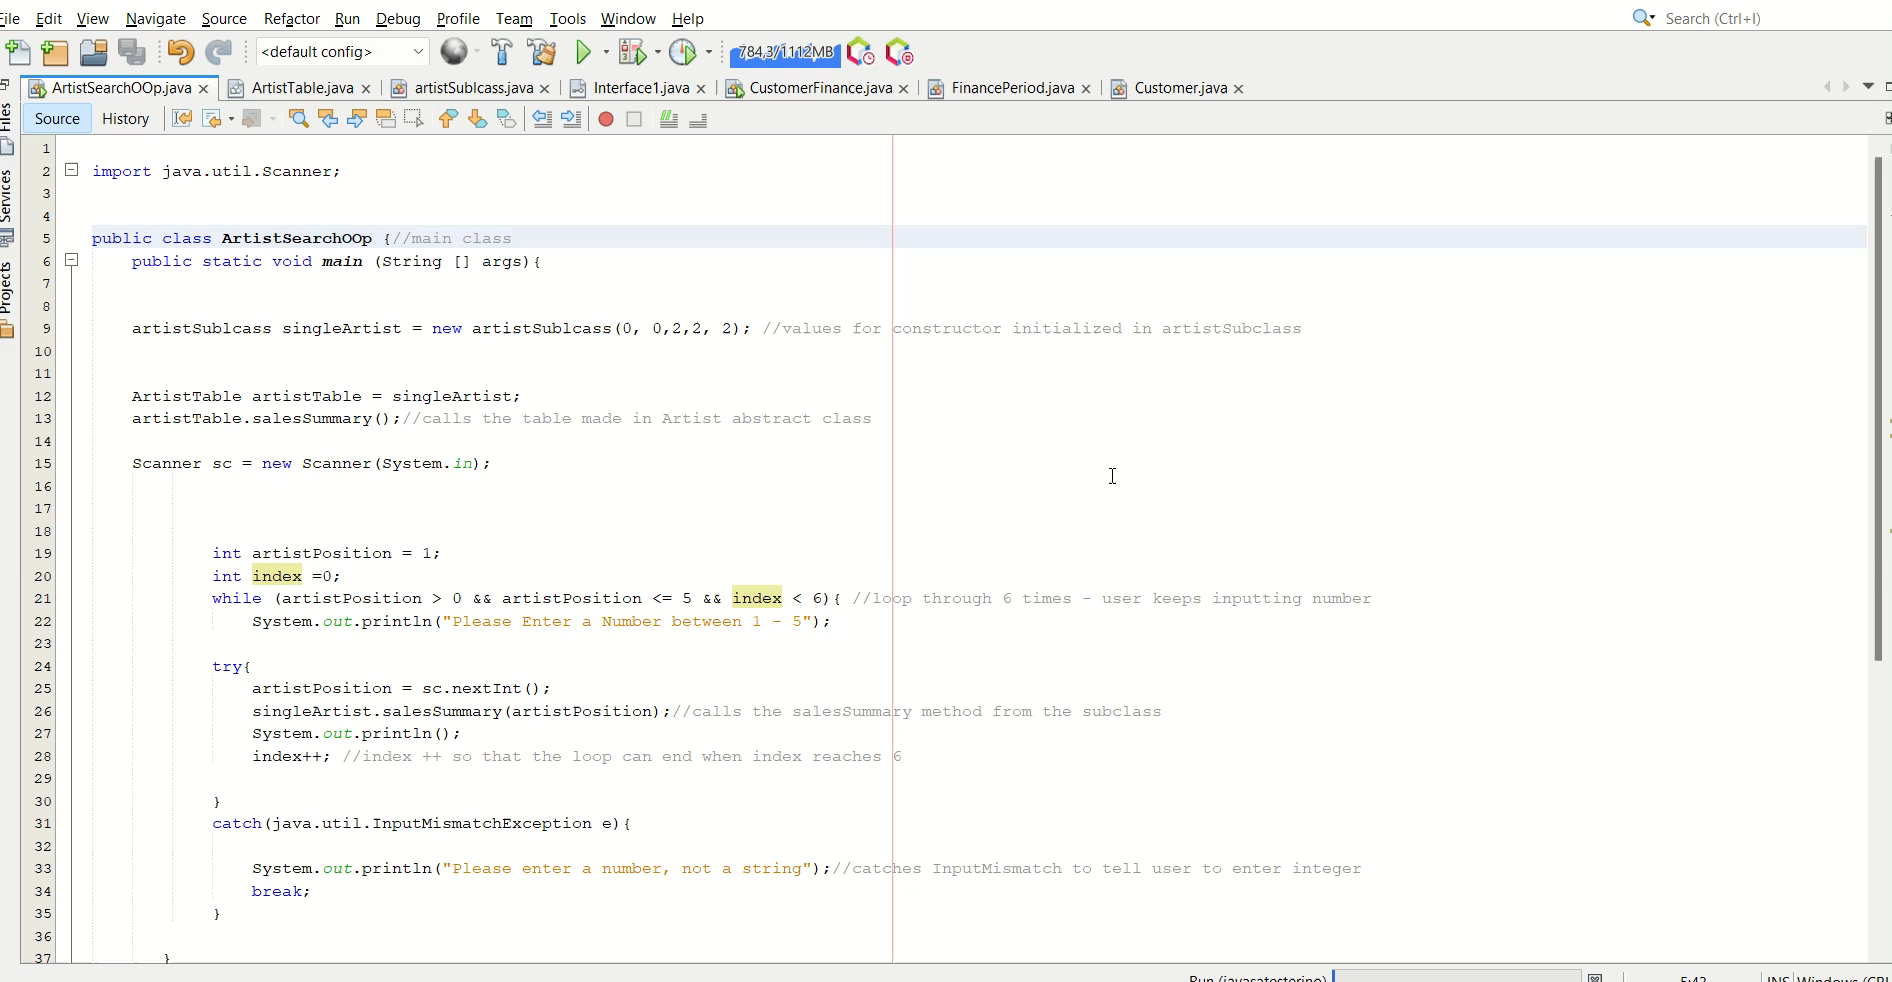 File Edit View Navigate Source Refactor Run Debug Profile Team Tools Window Help Search (Ctrl+I)
<default config> 784,3/1112MB
ArtistSearchOOp.java ArtistTable.java artistSublcass.java Interface1.java CustomerFinance.java FinancePeriod.java Customer.java
Source History
Files
Services
Projects
1
2 import java.util.Scanner;
3
4
5 public class ArtistSearchOOp {//main class
6 public static void main (String [] args){
7
8
9 artistSublcass singleArtist = new artistSublcass(0, 0,2,2, 2); //values for constructor initialized in artistSubclass
10
11
12 ArtistTable artistTable = singleArtist;
13 artistTable.salesSummary();//calls the table made in Artist abstract class
14
15 Scanner sc = new Scanner(System.in);
16
17
18
19 int artistPosition = 1;
20 int index =0;
21 while (artistPosition > 0 && artistPosition <= 5 && index < 6){ //loop through 6 times - user keeps inputting number
22 System.out.println("Please Enter a Number between 1 - 5");
23
24 try{
25 artistPosition = sc.nextInt();
26 singleArtist.salesSummary(artistPosition);//calls the salesSummary method from the subclass
27 System.out.println();
28 index++; //index ++ so that the loop can end when index reaches 6
29
30 }
31 catch(java.util.InputMismatchException e){
32
33 System.out.println("Please enter a number, not a string");//catches InputMismatch to tell user to enter integer
34 break;
35 }
36
37 }
Run (javasatesterino) 5:42 INS Windows